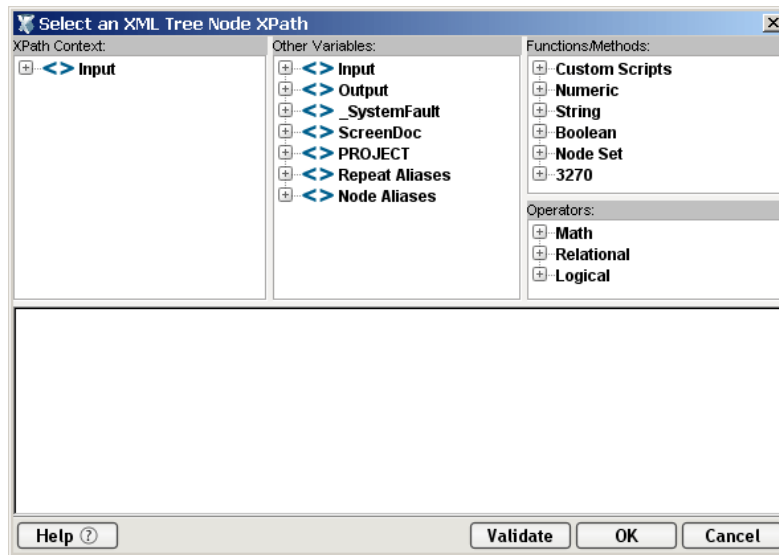 Select an XML Tree Node XPath
XPath Context:
Input
Other Variables:
Input
Output
_SystemFault
ScreenDoc
PROJECT
Repeat Aliases
Node Aliases
Functions/Methods:
Custom Scripts
Numeric
String
Boolean
Node Set
3270
Operators:
Math
Relational
Logical
Help ?
Validate
OK
Cancel